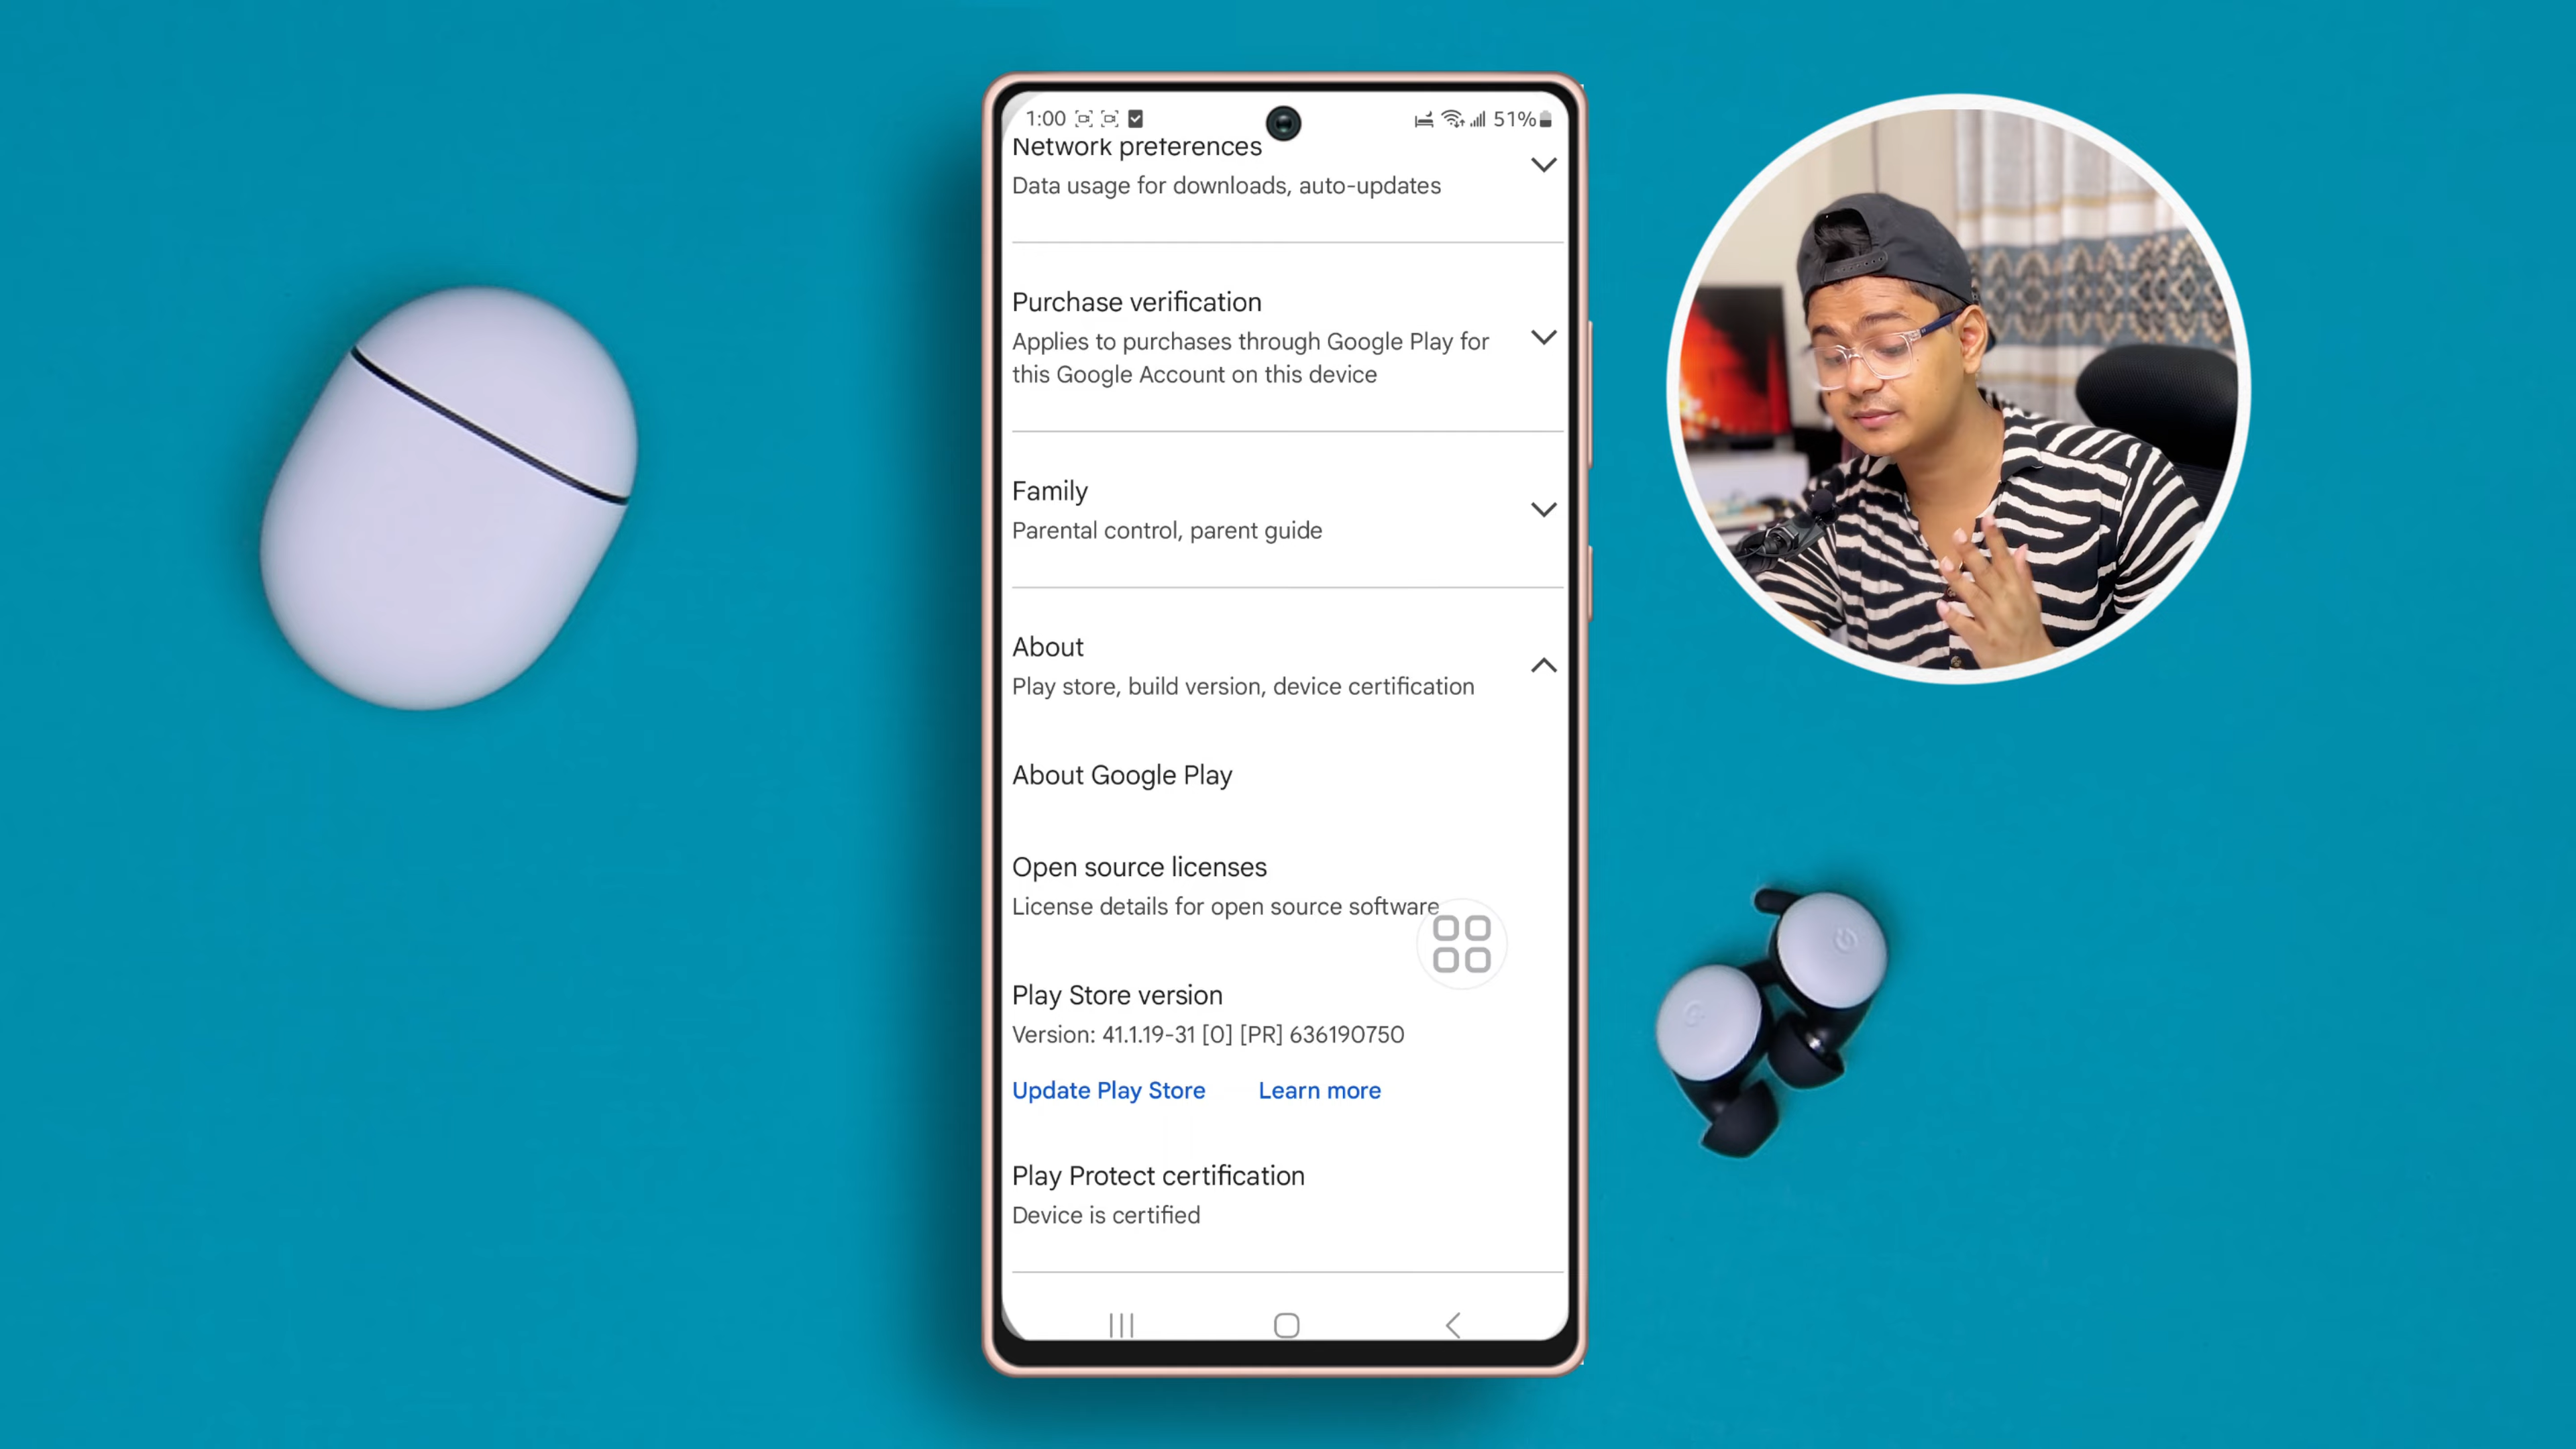 1:00
51%
Network preferences
Data usage for downloads, auto-updates
Purchase verification
Applies to purchases through Google Play for
this Google Account on this device
Family
Parental control, parent guide
About
Play store, build version, device certification
About Google Play
Open source licenses
License details for open source software
Play Store version
Version: 41.1.19-31 [0] [PR] 636190750
Update Play Store Learn more
Play Protect certification
Device is certified